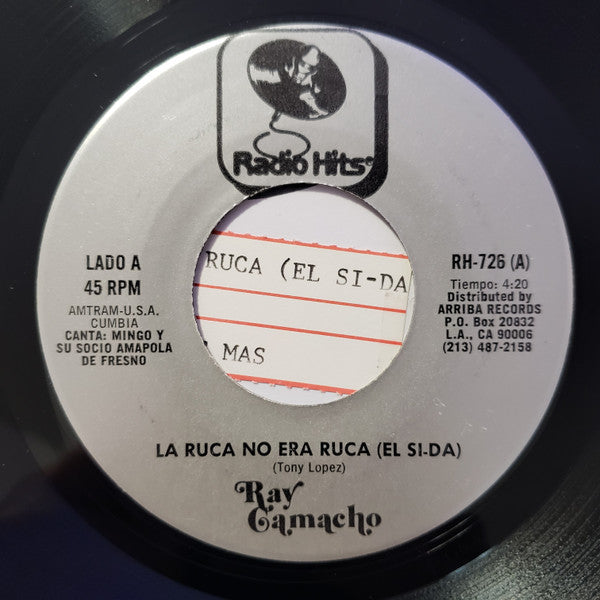 Radio Hits
LADO A
45 RPM
AMTRAM-U.S.A.
CUMBIA
CANTA: MINGO Y
SU SOCIO AMAPOLA
DE FRESNO
RUCA (EL SI-DA
MAS
RH-726 (A)
Tiempo: 4:20
Distributed by
ARRIBA RECORDS
P.O. Box 20832
L.A., CA 90006
(213) 487-2158
LA RUCA NO ERA RUCA (EL SI-DA)
(Tony Lopez)
Ray
Camacho